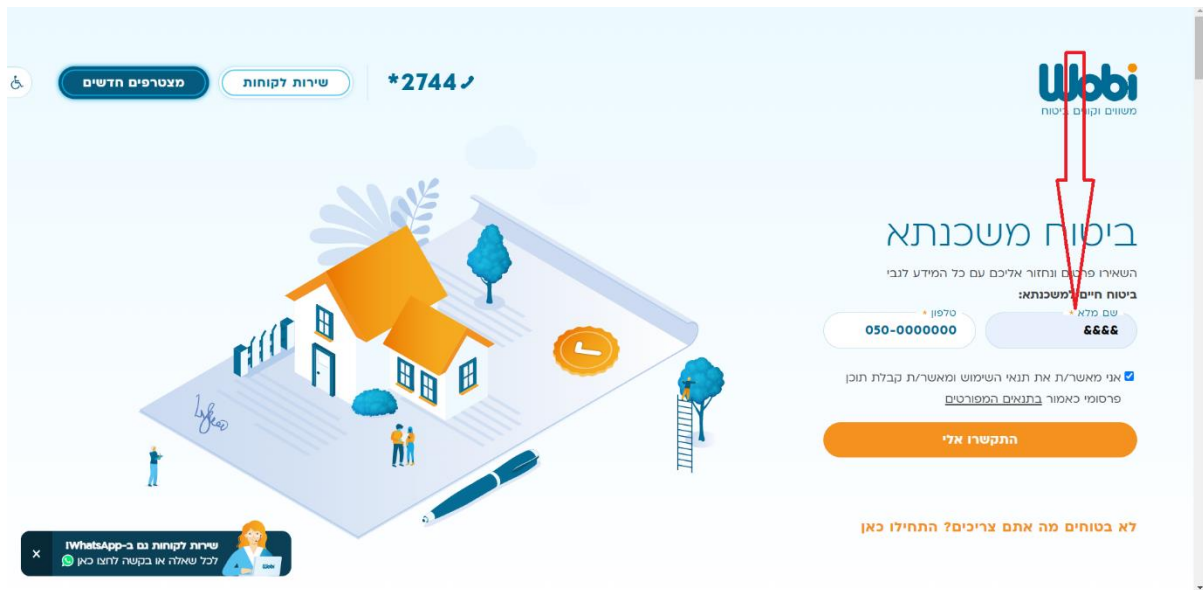 Wobi
משווים וקונים ביטוח
*2744
שירות לקוחות
מצטרפים חדשים
ביטוח משכנתא
השאירו פרטים ונחזור אליכם עם כל המידע לגבי
ביטוח חיים למשכנתא:
שם מלא *
&&&&
טלפון *
050-0000000
אני מאשר/ת את תנאי השימוש ומאשר/ת קבלת תוכן
פרסומי כאמור בתנאים המפורטים
התקשרו אלי
לא בטוחים מה אתם צריכים? התחילו כאן
שירות לקוחות גם ב-WhatsApp!
לכל שאלה או בקשה לחצו כאן
Wobi